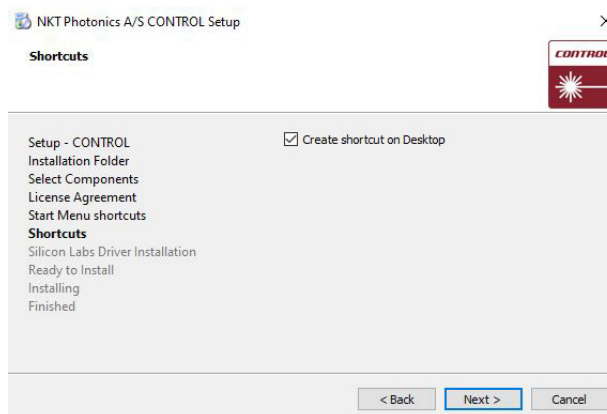 NKT Photonics A/S CONTROL Setup
Shortcuts
CONTROL
Setup - CONTROL
Installation Folder
Select Components
License Agreement
Start Menu shortcuts
Shortcuts
Silicon Labs Driver Installation
Ready to Install
Installing
Finished
Create shortcut on Desktop
< Back Next > Cancel